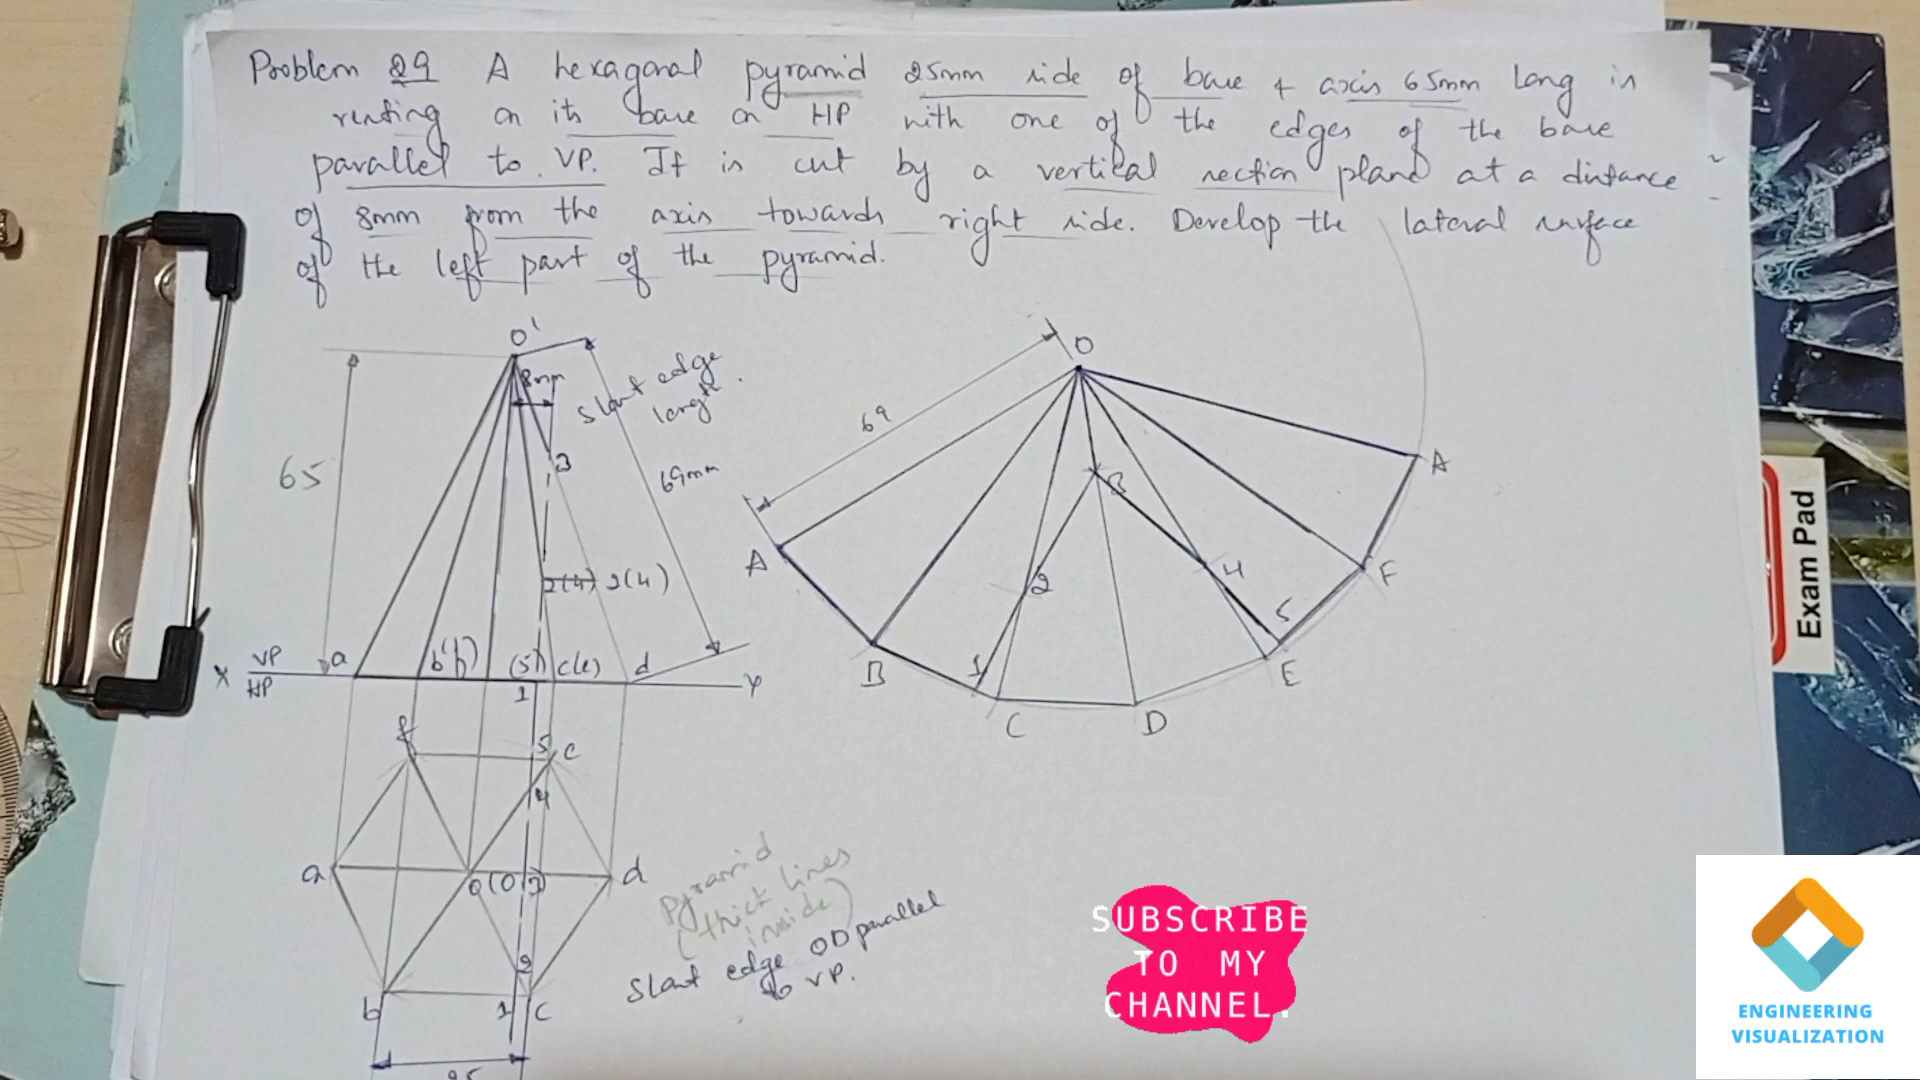 Problem 29 A hexagonal pyramid 25mm side of base & axis 65mm long is
resting on its base on HP with one of the edges of the base
parallel to VP. It is cut by a vertical section plane at a distance
of 8mm from the axis towards right side. Develop the lateral surface
of the left part of the pyramid.
O'
8mm
Slant edge
length.
3
65
69mm
2(4) 2(4)
X VP
HP
a b'(f) (5') c(e) d Y
1
f 5 e
4
a o(O') 3 d
2
b 1 c
25
Pyramid
(thick lines
inside)
Slant edge OD parallel
to VP.
O
69
A
3
2
4
A
F
5
B 1
C D E
SUBSCRIBE
TO MY
CHANNEL.
Exam Pad
ENGINEERING
VISUALIZATION